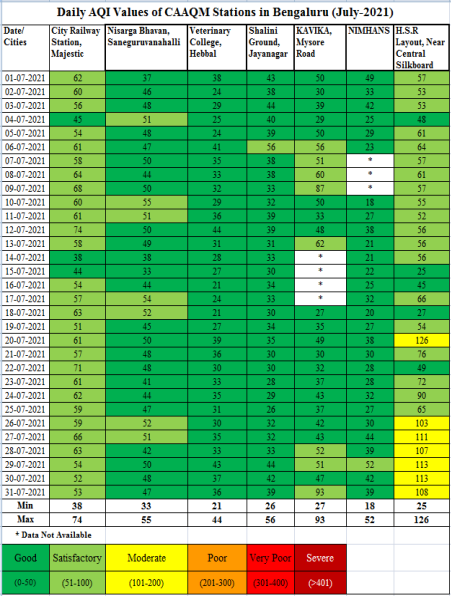 Daily AQI Values of CAAQM Stations in Bengaluru (July-2021)
Date/ Cities City Railway Station, Majestic Nisarga Bhavan, Saneguruvanahalli Veterinary College, Hebbal Shalini Ground, Jayanagar KAVIKA, Mysore Road NIMHANS H.S.R Layout, Near Central Silkboard
01-07-2021 62 37 38 43 50 49 57
02-07-2021 60 46 24 38 30 33 53
03-07-2021 56 48 29 44 39 42 53
04-07-2021 45 51 25 40 29 25 48
05-07-2021 54 48 24 39 50 29 61
06-07-2021 61 47 41 56 56 23 64
07-07-2021 58 50 35 38 51 * 57
08-07-2021 64 44 33 38 60 * 61
09-07-2021 68 50 32 33 87 * 57
10-07-2021 60 55 29 32 50 18 55
11-07-2021 61 51 36 39 33 27 52
12-07-2021 74 50 44 39 48 38 56
13-07-2021 58 49 31 31 62 21 56
14-07-2021 38 38 28 33 * 21 56
15-07-2021 44 33 27 30 * 22 25
16-07-2021 54 44 21 33 * 25 45
17-07-2021 57 54 24 33 * 32 66
18-07-2021 63 52 21 30 27 20 27
19-07-2021 51 45 27 34 35 27 54
20-07-2021 61 50 39 35 49 38 126
21-07-2021 57 48 36 30 30 30 76
22-07-2021 71 48 30 30 32 28 49
23-07-2021 61 41 33 28 37 28 72
24-07-2021 62 44 35 29 43 32 90
25-07-2021 59 47 31 26 37 27 65
26-07-2021 59 52 30 32 42 30 103
27-07-2021 66 51 35 32 43 44 111
28-07-2021 63 42 33 33 52 39 107
29-07-2021 54 50 43 44 51 52 113
30-07-2021 52 48 37 42 47 42 113
31-07-2021 53 47 36 39 93 39 108
Min 38 33 21 26 27 18 25
Max 74 55 44 56 93 52 126
* Data Not Available
Good Satisfactory Moderate Poor Very Poor Severe
(0-50) (51-100) (101-200) (201-300) (301-400) (>401)